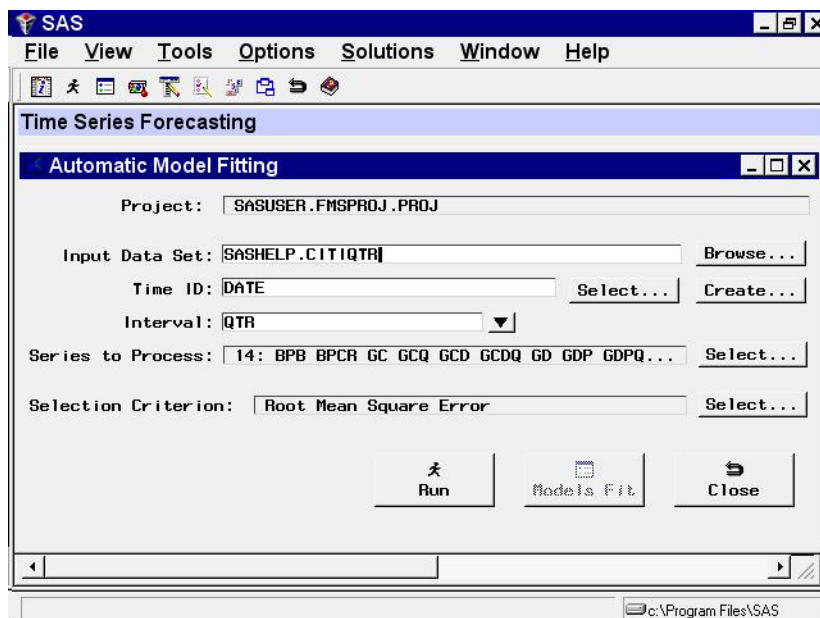 SAS
File View Tools Options Solutions Window Help
Time Series Forecasting
Automatic Model Fitting
Project: SASUSER.FMSPROJ.PROJ
Input Data Set: SASHELP.CITIQTR Browse...
Time ID: DATE Select... Create...
Interval: QTR
Series to Process: 14: BPB BPCR GC GCQ GCD GCDQ GD GDP GDPQ... Select...
Selection Criterion: Root Mean Square Error Select...
Run Models Fit Close
c:\Program Files\SAS